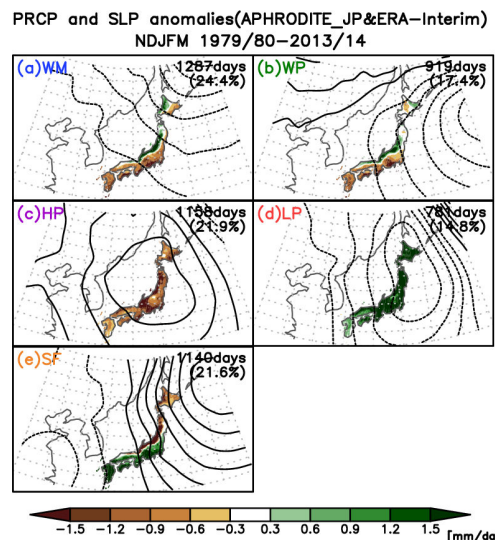 PRCP and SLP anomalies(APHRODITE_JP&ERA-Interim)
NDJFM 1979/80-2013/14
(a)WM
1287days
(24.4%)
(b)WP
919days
(17.4%)
(c)HP
1158days
(21.9%)
(d)LP
781days
(14.8%)
(e)SF
1140days
(21.6%)
-1.5 -1.2 -0.9 -0.6 -0.3 0.3 0.6 0.9 1.2 1.5
[mm/da